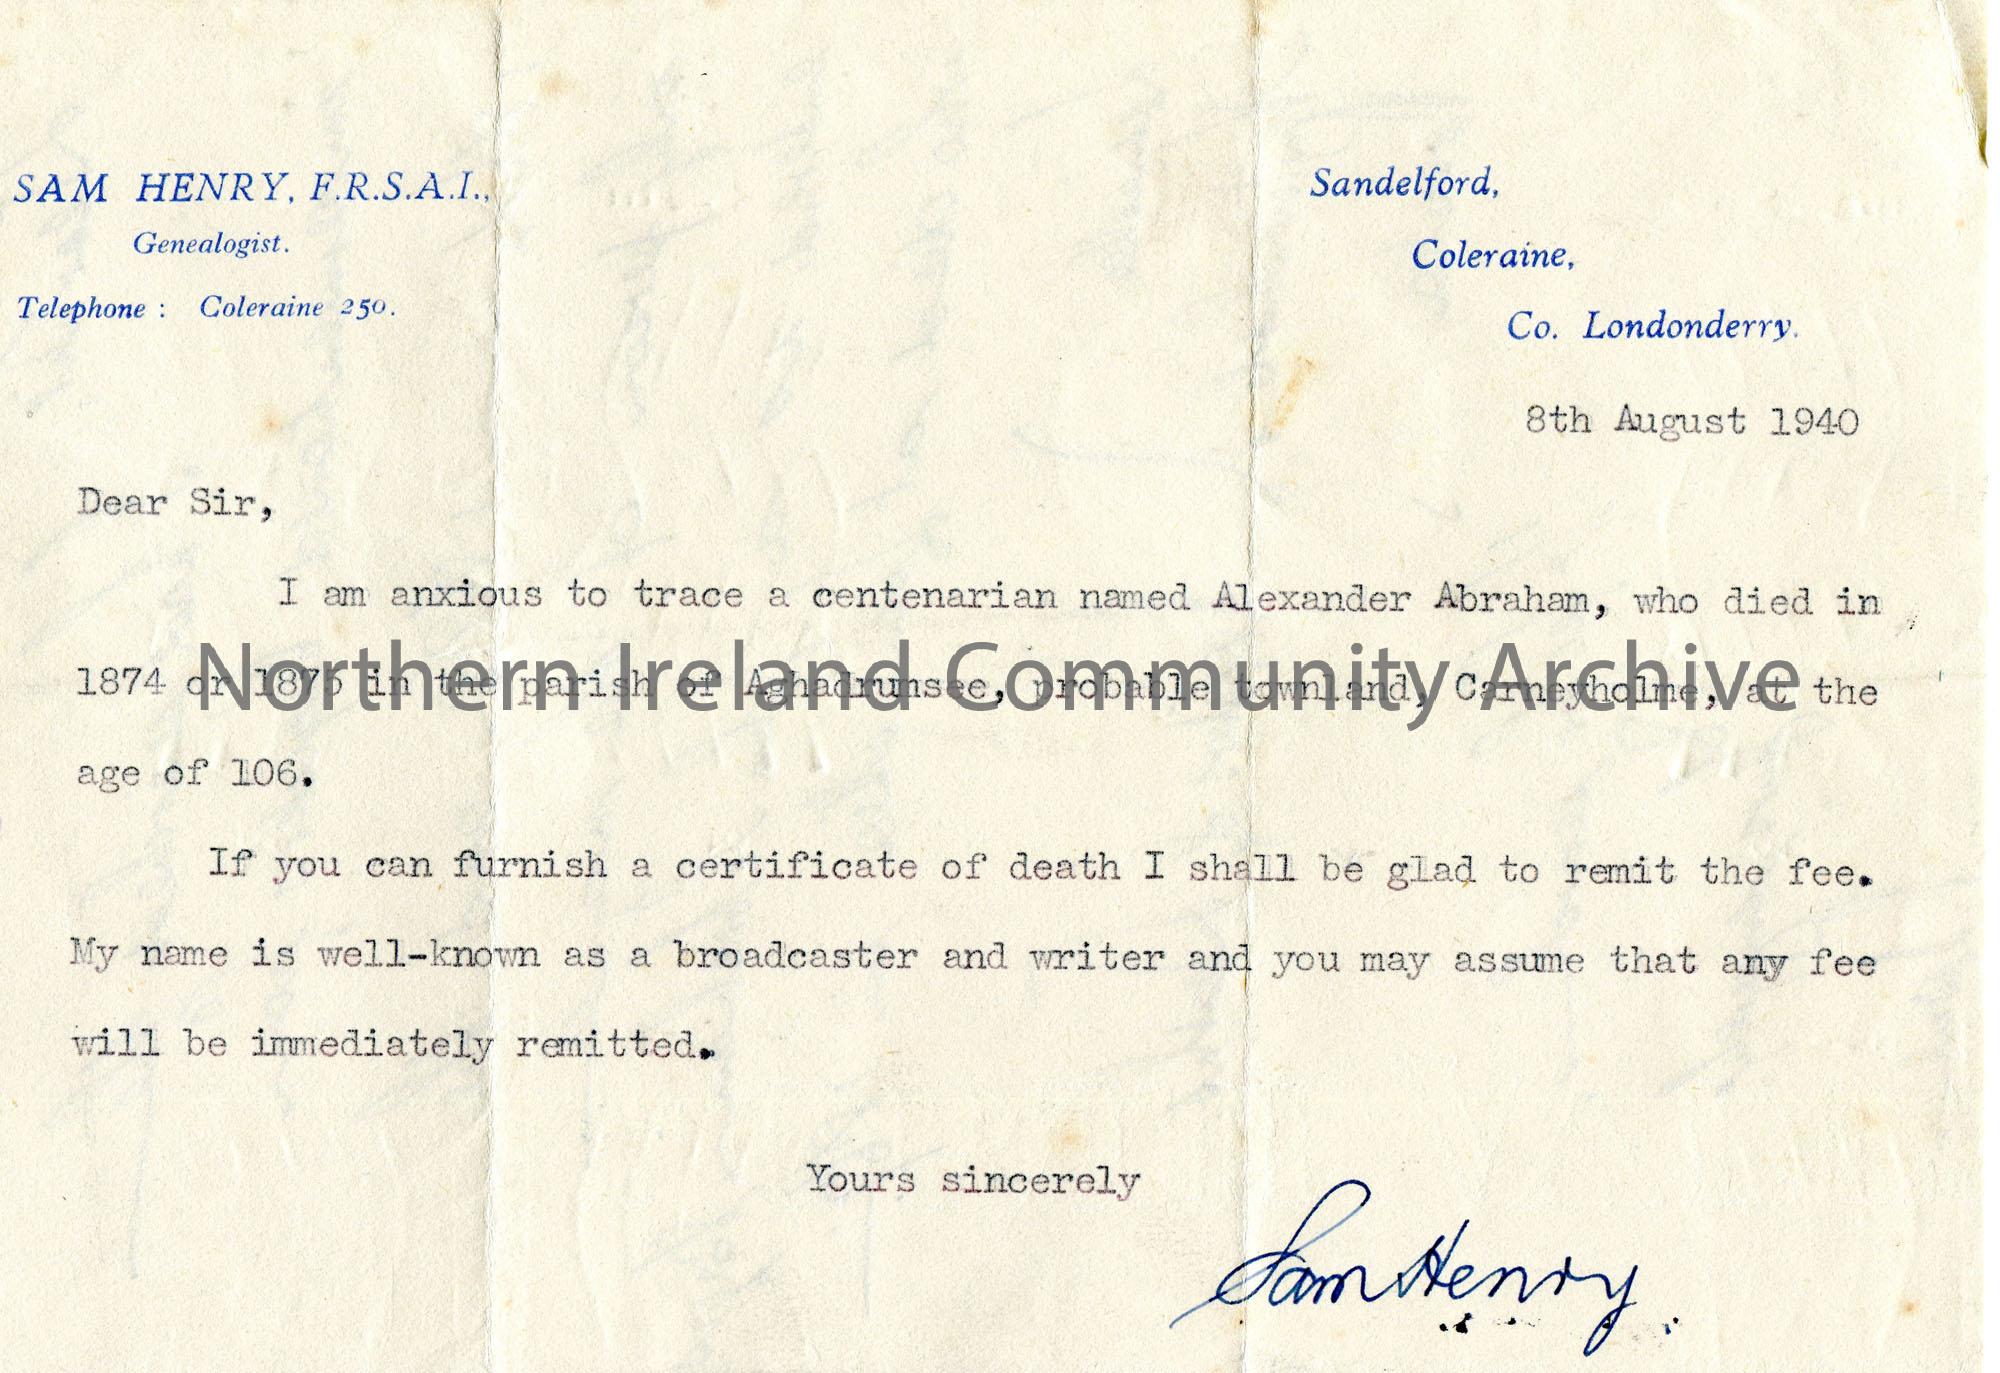 SAM HENRY, F.R.S.A.I.,
Genealogist.
Telephone : Coleraine 250.
Sandelford,
Coleraine,
Co. Londonderry.
8th August 1940
Dear Sir,
I am anxious to trace a centenarian named Alexander Abraham, who died in
1874 or 1875 in the parish of Aghadrumsee, probable townland, Carneyholme, at the
age of 106.
If you can furnish a certificate of death I shall be glad to remit the fee.
My name is well-known as a broadcaster and writer and you may assume that any fee
will be immediately remitted.
Yours sincerely
Sam Henry
Northern Ireland Community Archive